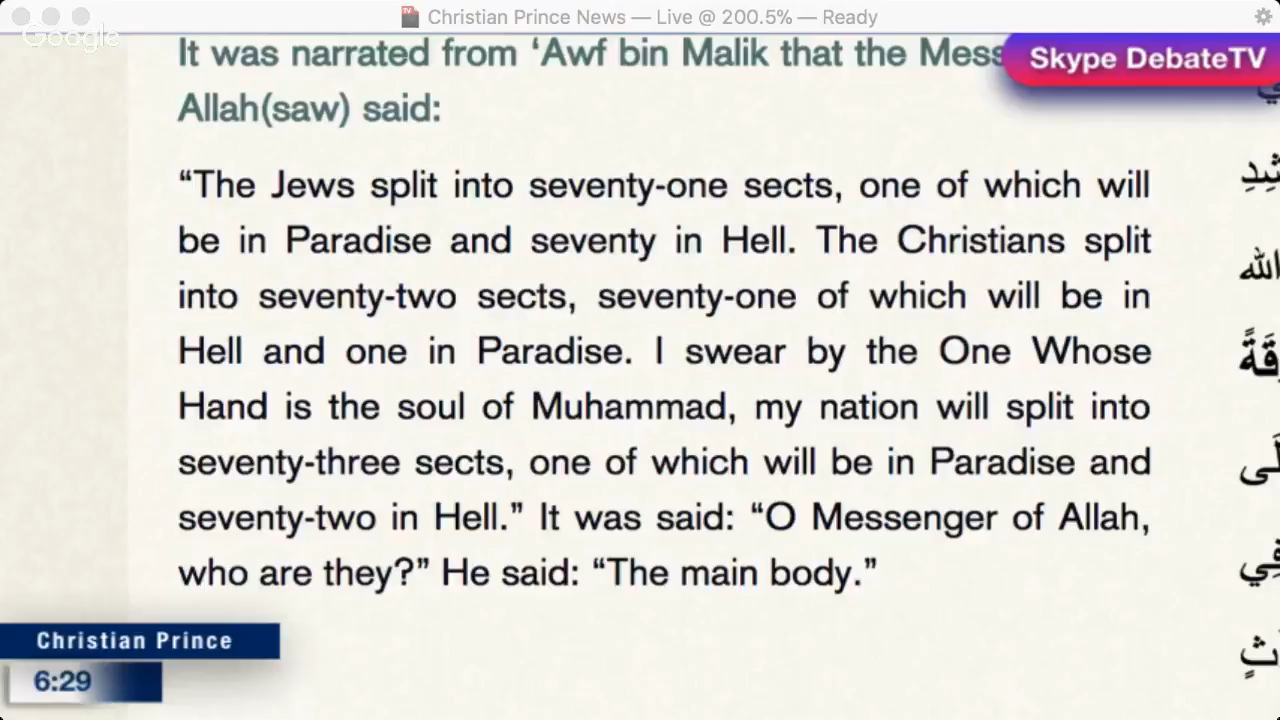 Christian Prince News — Live @ 200.5% — Ready
Google
It was narrated from ‘Awf bin Malik that the Mess
Skype DebateTV
Allah(saw) said:
“The Jews split into seventy-one sects, one of which will
be in Paradise and seventy in Hell. The Christians split
into seventy-two sects, seventy-one of which will be in
Hell and one in Paradise. I swear by the One Whose
Hand is the soul of Muhammad, my nation will split into
seventy-three sects, one of which will be in Paradise and
seventy-two in Hell.” It was said: “O Messenger of Allah,
who are they?” He said: “The main body.”
الله
Christian Prince
6:29